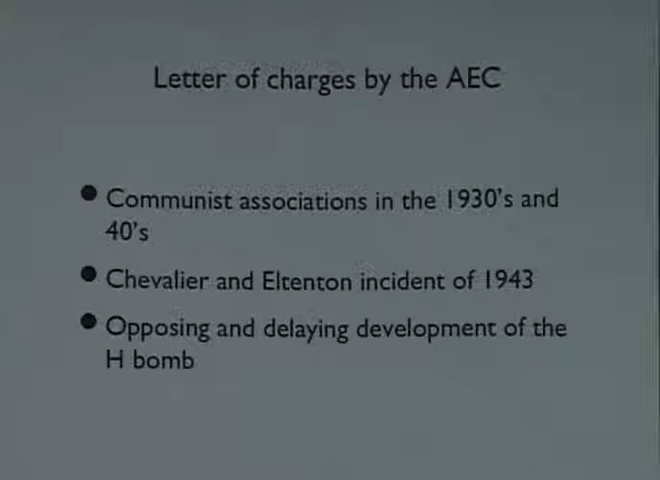 Letter of charges by the AEC
● Communist associations in the 1930's and
40's
● Chevalier and Eltenton incident of 1943
● Opposing and delaying development of the
H bomb